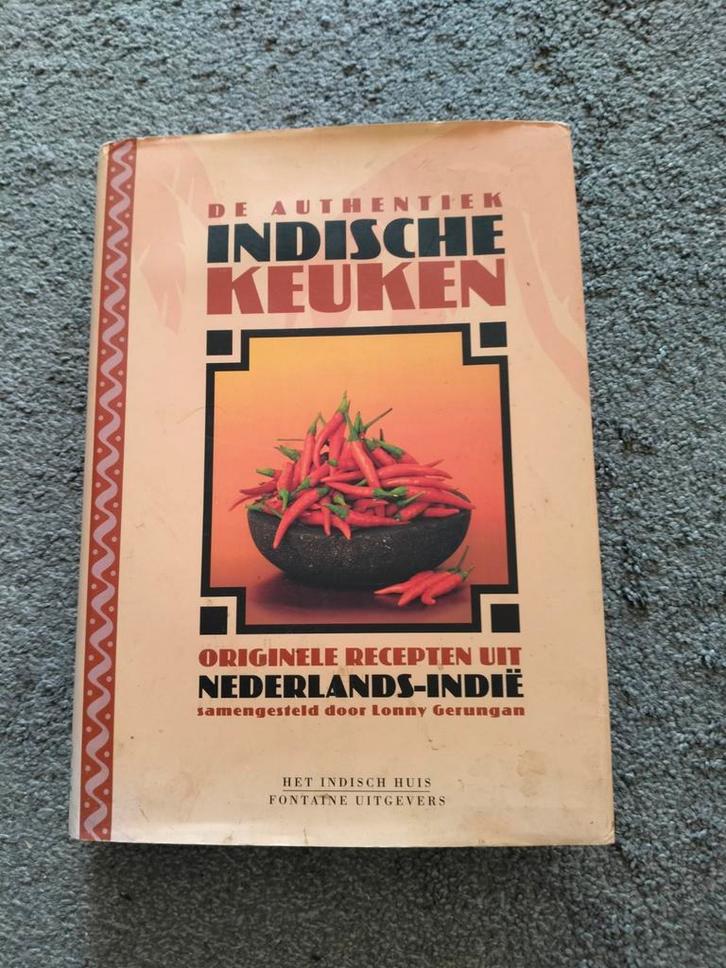 DE AUTHENTIEK
INDISCHE
KEUKEN
ORIGINELE RECEPTEN UIT
NEDERLANDS-INDIË
samengesteld door Lonny Gerungan
HET INDISCH HUIS
FONTAINE UITGEVERS